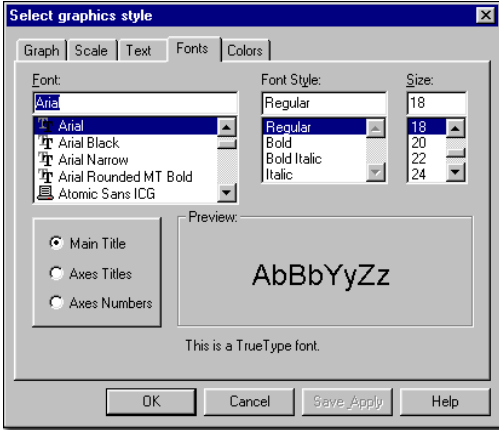 Select graphics style
Graph Scale Text Fonts Colors
Font: Font Style: Size:
Arial Regular 18
Arial Regular 18
Arial Black Bold 20
Arial Narrow Bold Italic 22
Arial Rounded MT Bold Italic 24
Atomic Sans ICG
Main Title
Axes Titles
Axes Numbers
Preview:
AbBbYyZz
This is a TrueType font.
OK Cancel Save_Apply Help